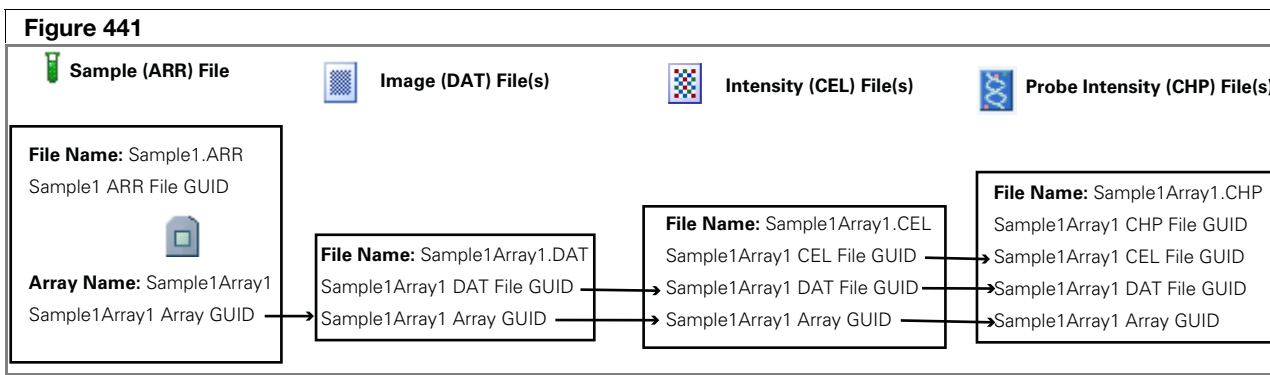 Figure 441
Sample (ARR) File
Image (DAT) File(s)
Intensity (CEL) File(s)
Probe Intensity (CHP) File(s)
File Name: Sample1.ARR
Sample1 ARR File GUID
Array Name: Sample1Array1
Sample1Array1 Array GUID
File Name: Sample1Array1.DAT
Sample1Array1 DAT File GUID
Sample1Array1 Array GUID
File Name: Sample1Array1.CEL
Sample1Array1 CEL File GUID
Sample1Array1 DAT File GUID
Sample1Array1 Array GUID
File Name: Sample1Array1.CHP
Sample1Array1 CHP File GUID
Sample1Array1 CEL File GUID
Sample1Array1 DAT File GUID
Sample1Array1 Array GUID